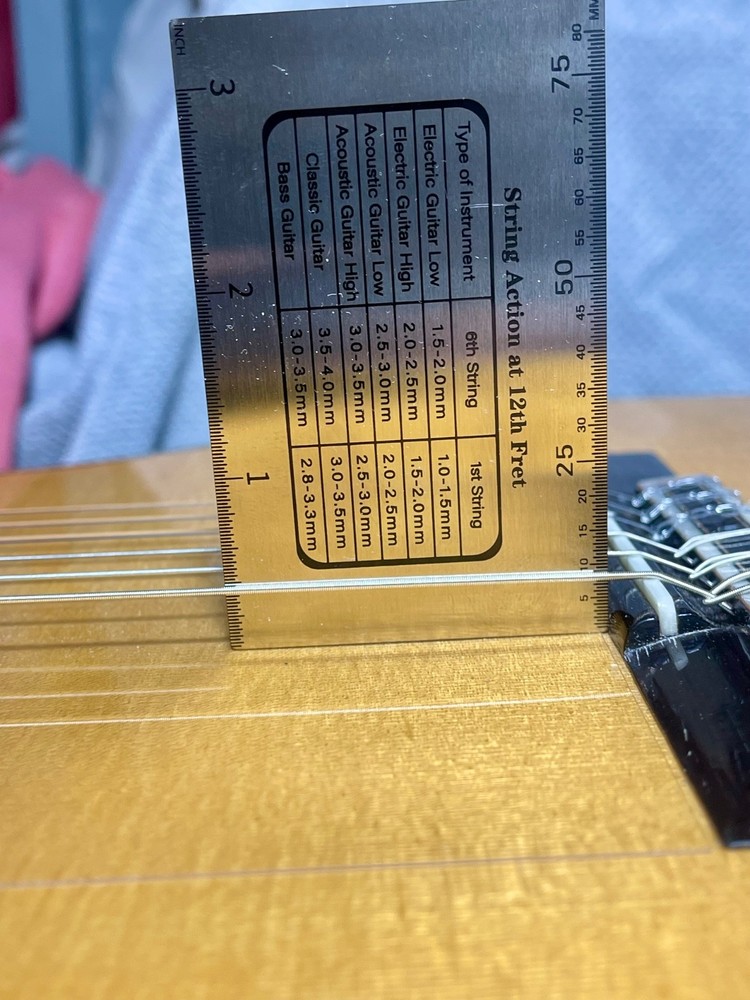 String Action at 12th Fret
Type of Instrument 6th String 1st String
Electric Guitar Low 1.5-2.0mm 1.0-1.5mm
Electric Guitar High 2.0-2.5mm 1.5-2.0mm
Acoustic Guitar Low 2.5-3.0mm 2.0-2.5mm
Acoustic Guitar High 3.0-3.5mm 2.5-3.0mm
Classic Guitar 3.5-4.0mm 3.0-3.5mm
Bass Guitar 3.0-3.5mm 2.8-3.3mm
MM
80 75 70 65 60 55 50 45 40 35 30 25 20 15 10 5
INCH
3 2 1